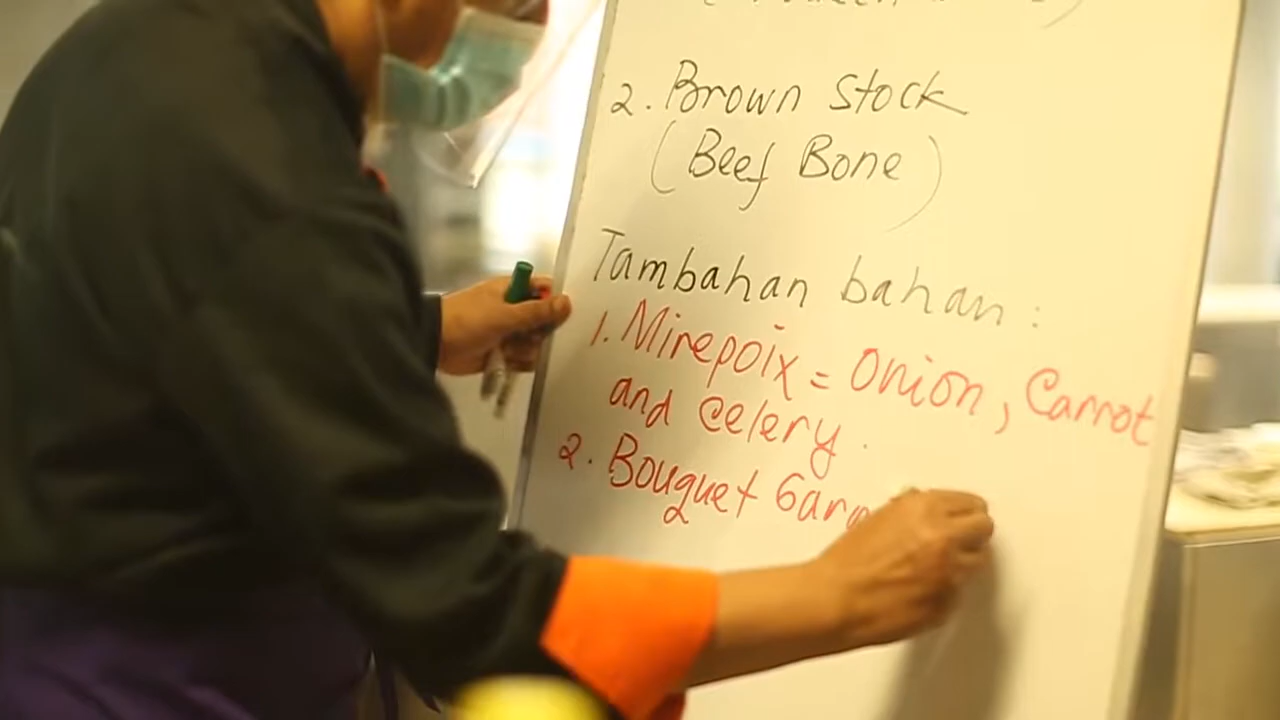 2. Brown Stock
(Beef Bone)
Tambahan bahan :
1. Mirepoix = Onion, Carrot
and celery.
2. Bouquet